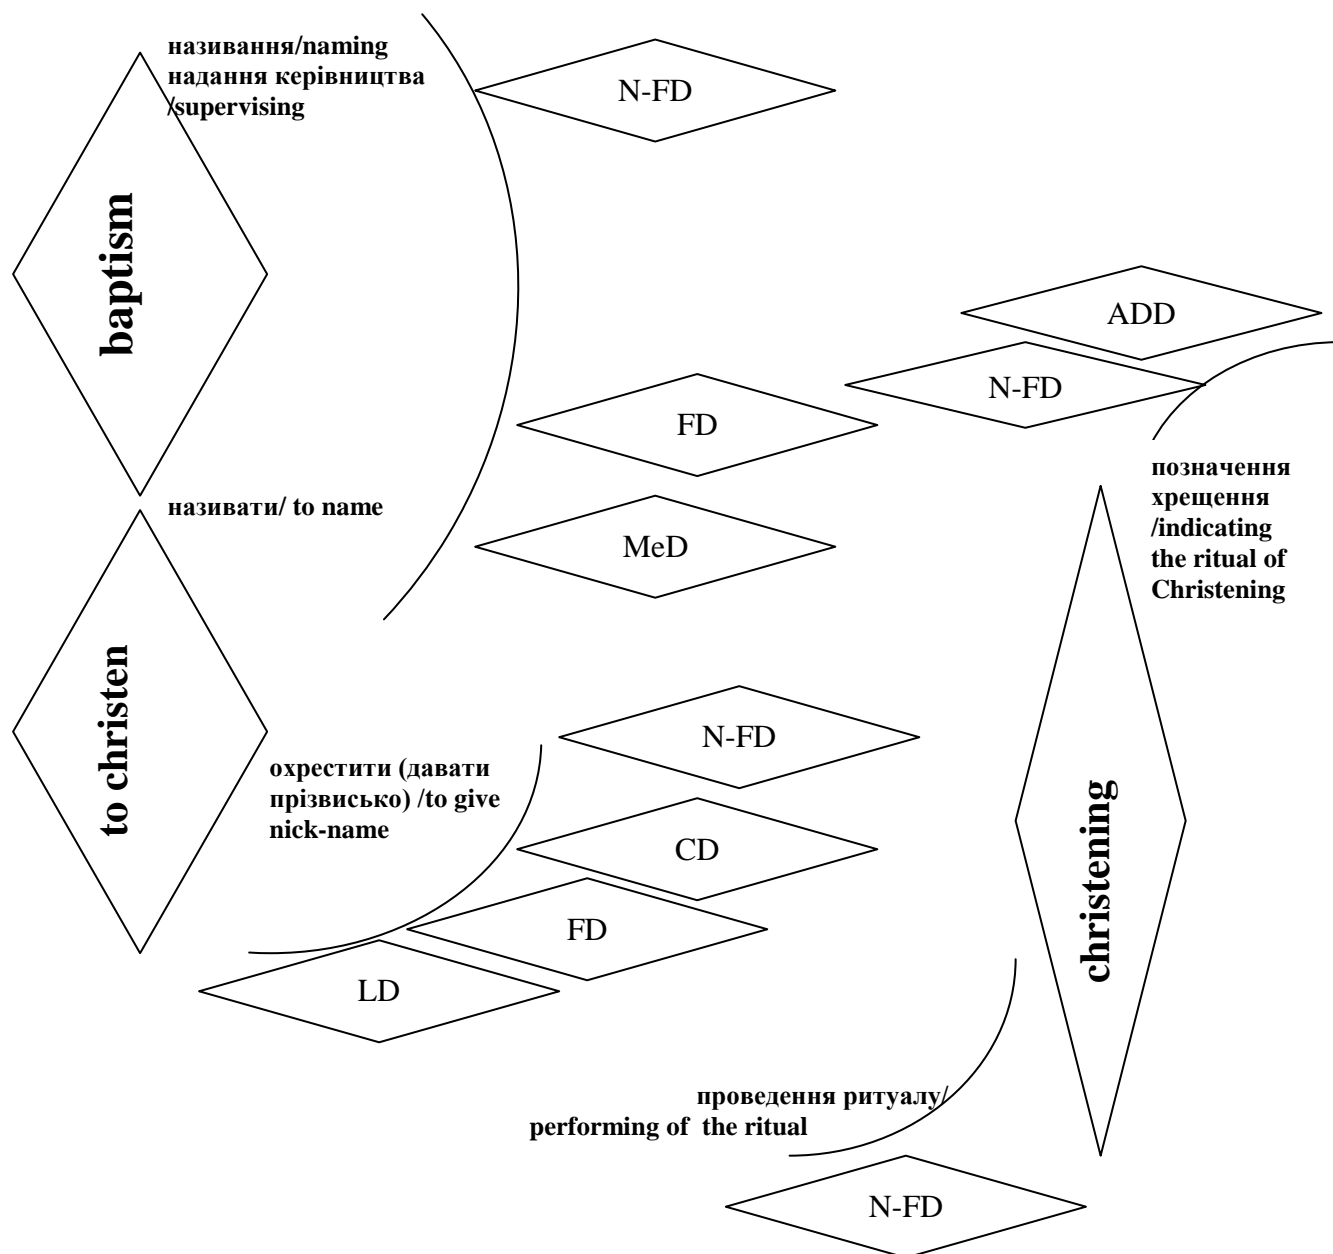 називання/naming
надання керівництва
/supervising
N-FD
baptism
ADD
N-FD
FD
позначення
хрещення
/indicating
the ritual of
Christening
називати/ to name
MeD
to christen
N-FD
охрестити (давати
прізвисько) /to give
nick-name
CD
christening
FD
LD
проведення ритуалу/
performing of  the ritual
N-FD